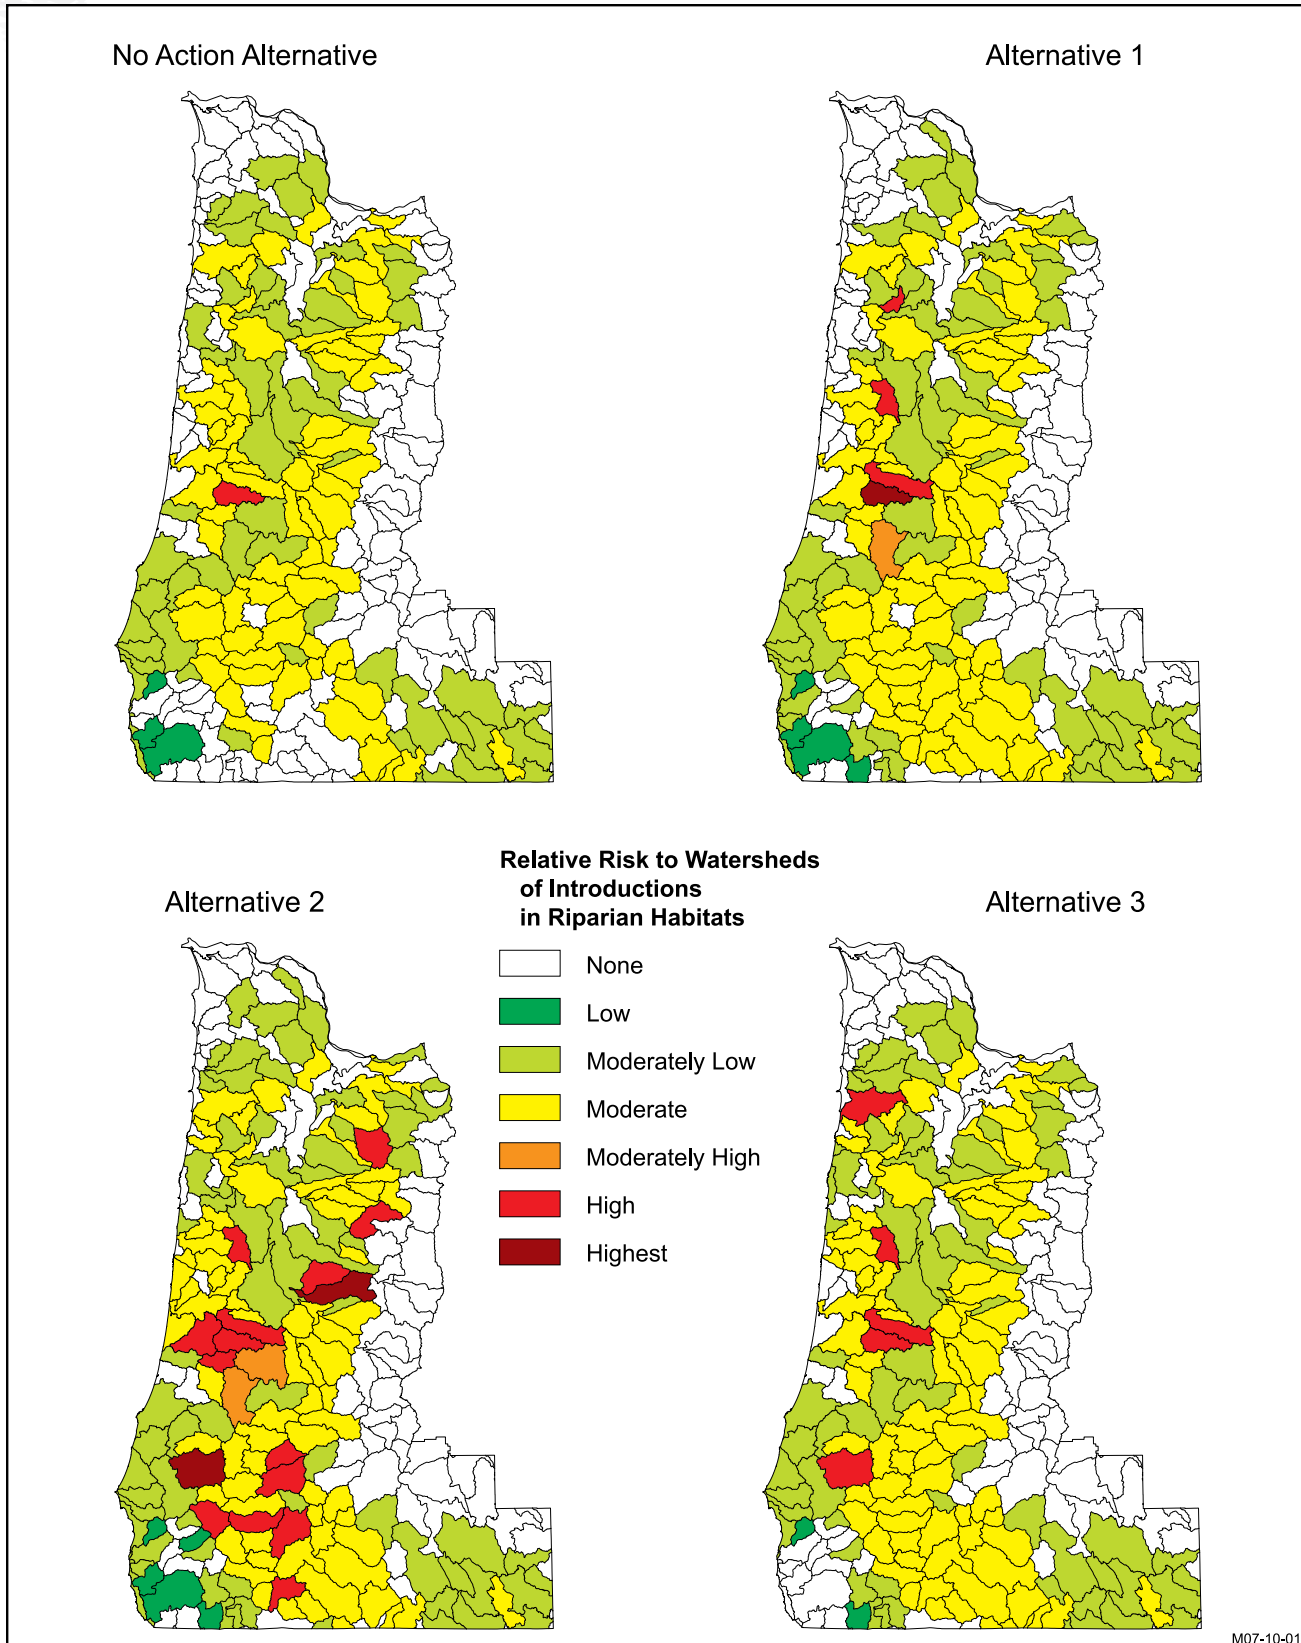 No Action Alternative
Alternative 1
Relative Risk to Watersheds
of Introductions
in Riparian Habitats
Alternative 2
Alternative 3
None
Low
Moderately Low
Moderate
Moderately High
High
Highest
M07-10-01